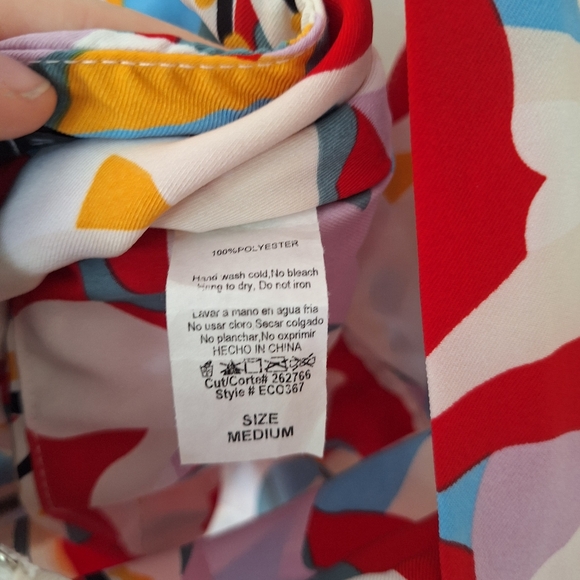 100%POLYESTER
Hand wash cold,No bleach
Hang to dry, Do not iron
Lavar a mano en agua fria
No usar cloro,Secar colgado
No planchar,No exprimir
HECHO IN CHINA
Cut/Corte# 262766
Style # ECO367
SIZE
MEDIUM